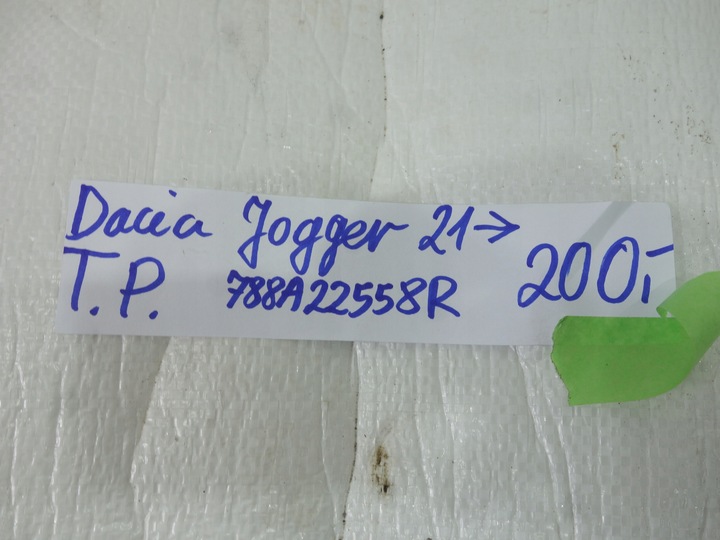 Dacia Jogger 21→
T.P. 788A22558R 200,-